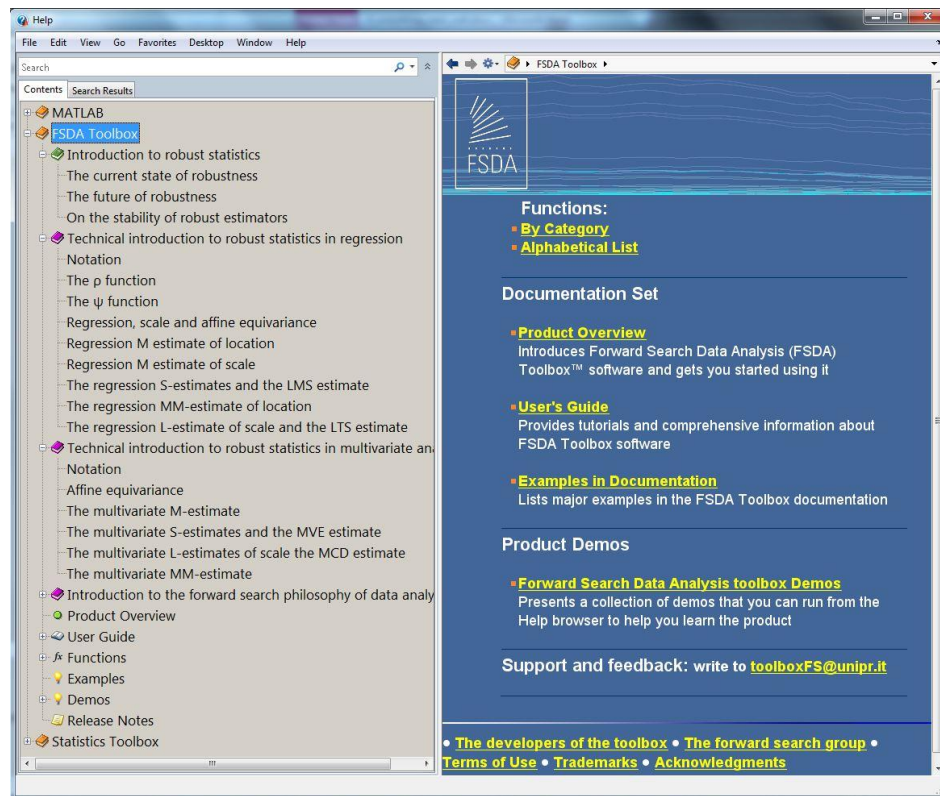 Help
File Edit View Go Favorites Desktop Window Help
Search
Contents Search Results
MATLAB
FSDA Toolbox
Introduction to robust statistics
The current state of robustness
The future of robustness
On the stability of robust estimators
Technical introduction to robust statistics in regression
Notation
The ρ function
The ψ function
Regression, scale and affine equivariance
Regression M estimate of location
Regression M estimate of scale
The regression S-estimates and the LMS estimate
The regression MM-estimate of location
The regression L-estimate of scale and the LTS estimate
Technical introduction to robust statistics in multivariate an
Notation
Affine equivariance
The multivariate M-estimate
The multivariate S-estimates and the MVE estimate
The multivariate L-estimates of scale the MCD estimate
The multivariate MM-estimate
Introduction to the forward search philosophy of data analy
Product Overview
User Guide
fx Functions
Examples
Demos
Release Notes
Statistics Toolbox
FSDA Toolbox
FSDA
Functions:
By Category
Alphabetical List
Documentation Set
Product Overview
Introduces Forward Search Data Analysis (FSDA)
Toolbox™ software and gets you started using it
User's Guide
Provides tutorials and comprehensive information about
FSDA Toolbox software
Examples in Documentation
Lists major examples in the FSDA Toolbox documentation
Product Demos
Forward Search Data Analysis toolbox Demos
Presents a collection of demos that you can run from the
Help browser to help you learn the product
Support and feedback: write to toolboxFS@unipr.it
• The developers of the toolbox • The forward search group •
Terms of Use • Trademarks • Acknowledgments